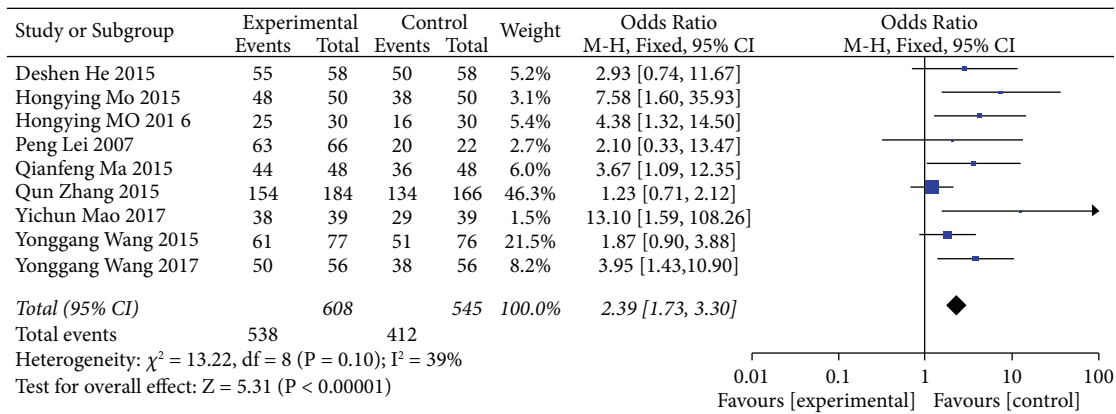 Study or Subgroup Experimental Control Weight Odds Ratio Odds Ratio
Events Total Events Total M-H, Fixed, 95% CI M-H, Fixed, 95% CI
Deshen He 2015 55 58 50 58 5.2% 2.93 [0.74, 11.67]
Hongying Mo 2015 48 50 38 50 3.1% 7.58 [1.60, 35.93]
Hongying MO 201 6 25 30 16 30 5.4% 4.38 [1.32, 14.50]
Peng Lei 2007 63 66 20 22 2.7% 2.10 [0.33, 13.47]
Qianfeng Ma 2015 44 48 36 48 6.0% 3.67 [1.09, 12.35]
Qun Zhang 2015 154 184 134 166 46.3% 1.23 [0.71, 2.12]
Yichun Mao 2017 38 39 29 39 1.5% 13.10 [1.59, 108.26]
Yonggang Wang 2015 61 77 51 76 21.5% 1.87 [0.90, 3.88]
Yonggang Wang 2017 50 56 38 56 8.2% 3.95 [1.43,10.90]
Total (95% CI) 608 545 100.0% 2.39 [1.73, 3.30]
Total events 538 412
Heterogeneity: χ² = 13.22, df = 8 (P = 0.10); I² = 39%
Test for overall effect: Z = 5.31 (P < 0.00001)
0.01 0.1 1 10 100
Favours [experimental] Favours [control]